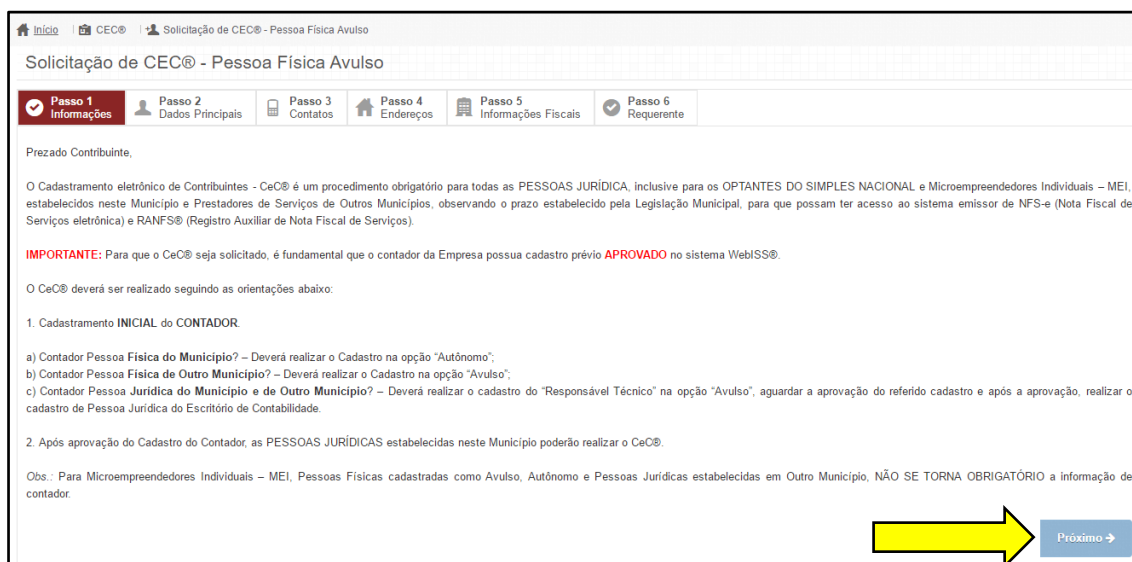 Início CEC® Solicitação de CEC® - Pessoa Física Avulso
Solicitação de CEC® - Pessoa Física Avulso
Passo 1
Informações
Passo 2
Dados Principais
Passo 3
Contatos
Passo 4
Endereços
Passo 5
Informações Fiscais
Passo 6
Requerente
Prezado Contribuinte,
O Cadastramento eletrônico de Contribuintes - CeC® é um procedimento obrigatório para todas as PESSOAS JURÍDICA, inclusive para os OPTANTES DO SIMPLES NACIONAL e Microempreendedores Individuais – MEI,
estabelecidos neste Município e Prestadores de Serviços de Outros Municípios, observando o prazo estabelecido pela Legislação Municipal, para que possam ter acesso ao sistema emissor de NFS-e (Nota Fiscal de
Serviços eletrônica) e RANFS® (Registro Auxiliar de Nota Fiscal de Serviços).
IMPORTANTE: Para que o CeC® seja solicitado, é fundamental que o contador da Empresa possua cadastro prévio APROVADO no sistema WebISS®.
O CeC® deverá ser realizado seguindo as orientações abaixo:
1. Cadastramento INICIAL do CONTADOR.
a) Contador Pessoa Física do Município? – Deverá realizar o Cadastro na opção “Autônomo”;
b) Contador Pessoa Física de Outro Município? – Deverá realizar o Cadastro na opção “Avulso”;
c) Contador Pessoa Jurídica do Município e de Outro Município? – Deverá realizar o cadastro do “Responsável Técnico” na opção “Avulso”, aguardar a aprovação do referido cadastro e após a aprovação, realizar o
cadastro de Pessoa Jurídica do Escritório de Contabilidade.
2. Após aprovação do Cadastro do Contador, as PESSOAS JURÍDICAS estabelecidas neste Município poderão realizar o CeC®.
Obs.: Para Microempreendedores Individuais – MEI, Pessoas Físicas cadastradas como Avulso, Autônomo e Pessoas Jurídicas estabelecidas em Outro Município, NÃO SE TORNA OBRIGATÓRIO a informação de
contador.
Próximo